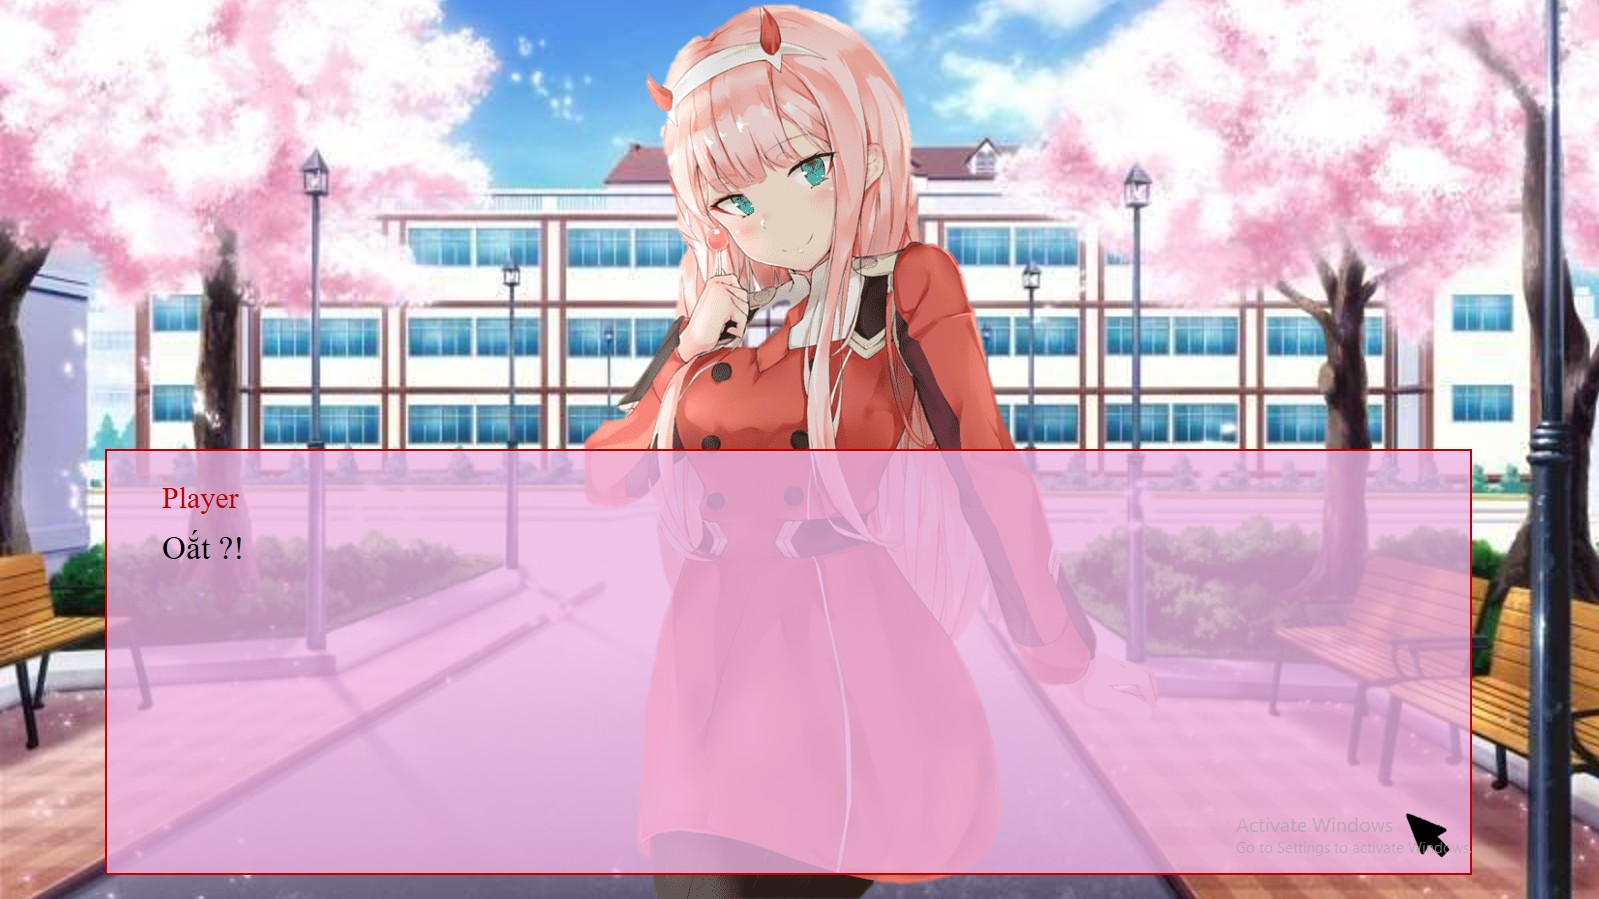 Player
Oắt ?!
Activate Windows
Go to Settings to activate Windows.